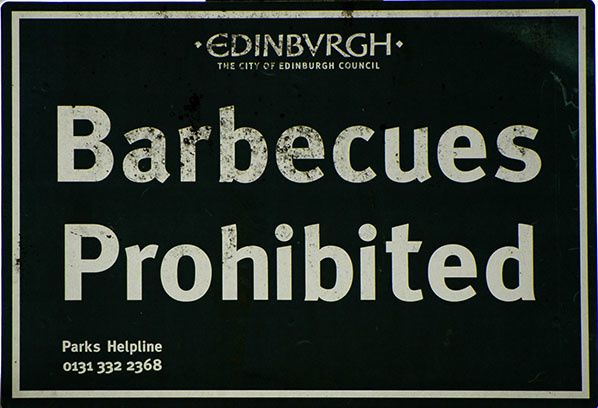 ·EDINBVRGH·
THE CITY OF EDINBURGH COUNCIL
Barbecues
Prohibited
Parks Helpline
0131 332 2368